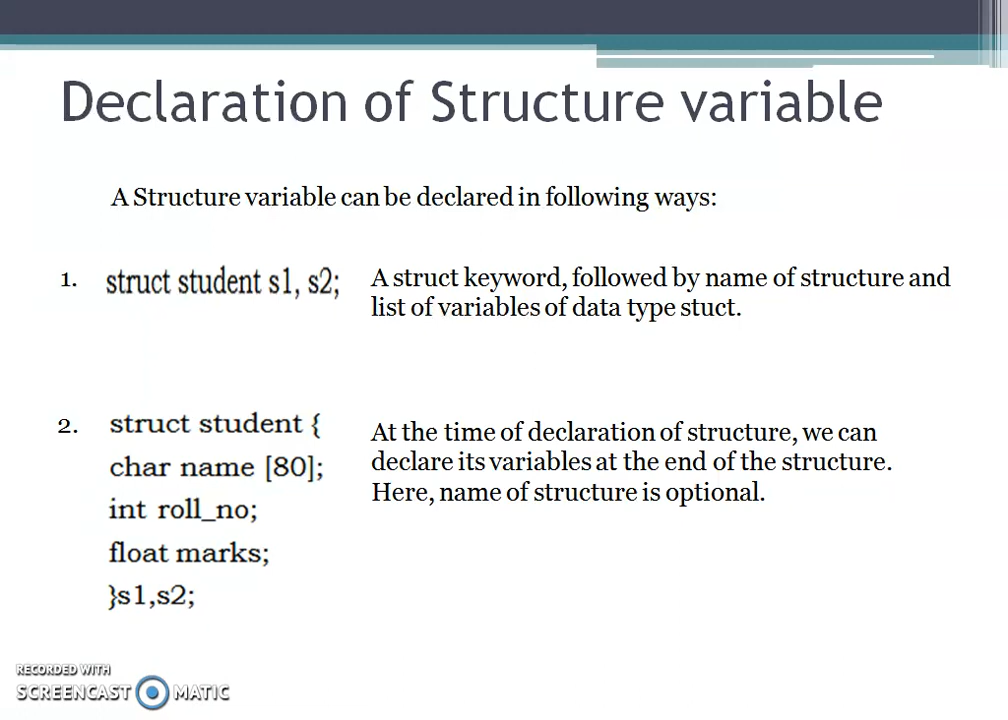 Declaration of Structure variable
A Structure variable can be declared in following ways:
1. struct student s1, s2;
A struct keyword, followed by name of structure and
list of variables of data type stuct.
2. struct student {
char name [80];
int roll_no;
float marks;
}s1,s2;
At the time of declaration of structure, we can
declare its variables at the end of the structure.
Here, name of structure is optional.
RECORDED WITH
SCREENCAST MATIC